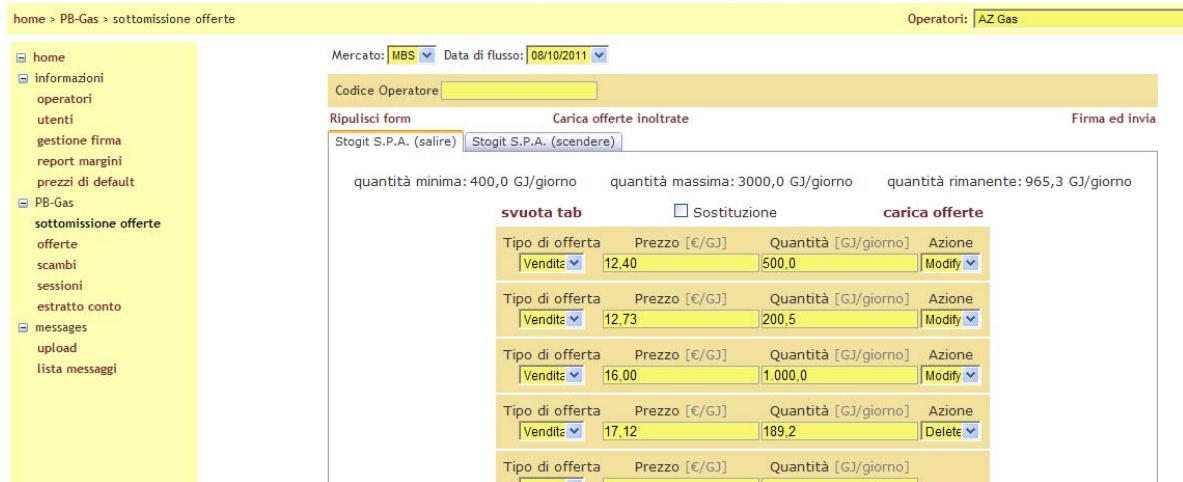 home > PB-Gas > sottomissione offerte
Operatori: AZ Gas
home
informazioni
operatori
utenti
gestione firma
report margini
prezzi di default
PB-Gas
sottomissione offerte
offerte
scambi
sessioni
estratto conto
messages
upload
lista messaggi
Mercato: MBS Data di flusso: 08/10/2011
Codice Operatore
Ripulisci form Carica offerte inoltrate Firma ed invia
Stogit S.P.A. (salire) Stogit S.P.A. (scendere)
quantità minima: 400,0 GJ/giorno quantità massima: 3000,0 GJ/giorno quantità rimanente: 965,3 GJ/giorno
svuota tab Sostituzione carica offerte
Tipo di offerta Prezzo [€/GJ] Quantità [GJ/giorno] Azione
Vendita 12,40 500,0 Modify
Tipo di offerta Prezzo [€/GJ] Quantità [GJ/giorno] Azione
Vendita 12,73 200,5 Modify
Tipo di offerta Prezzo [€/GJ] Quantità [GJ/giorno] Azione
Vendita 16,00 1.000,0 Modify
Tipo di offerta Prezzo [€/GJ] Quantità [GJ/giorno] Azione
Vendita 17,12 189,2 Delete
Tipo di offerta Prezzo [€/GJ] Quantità [GJ/giorno]